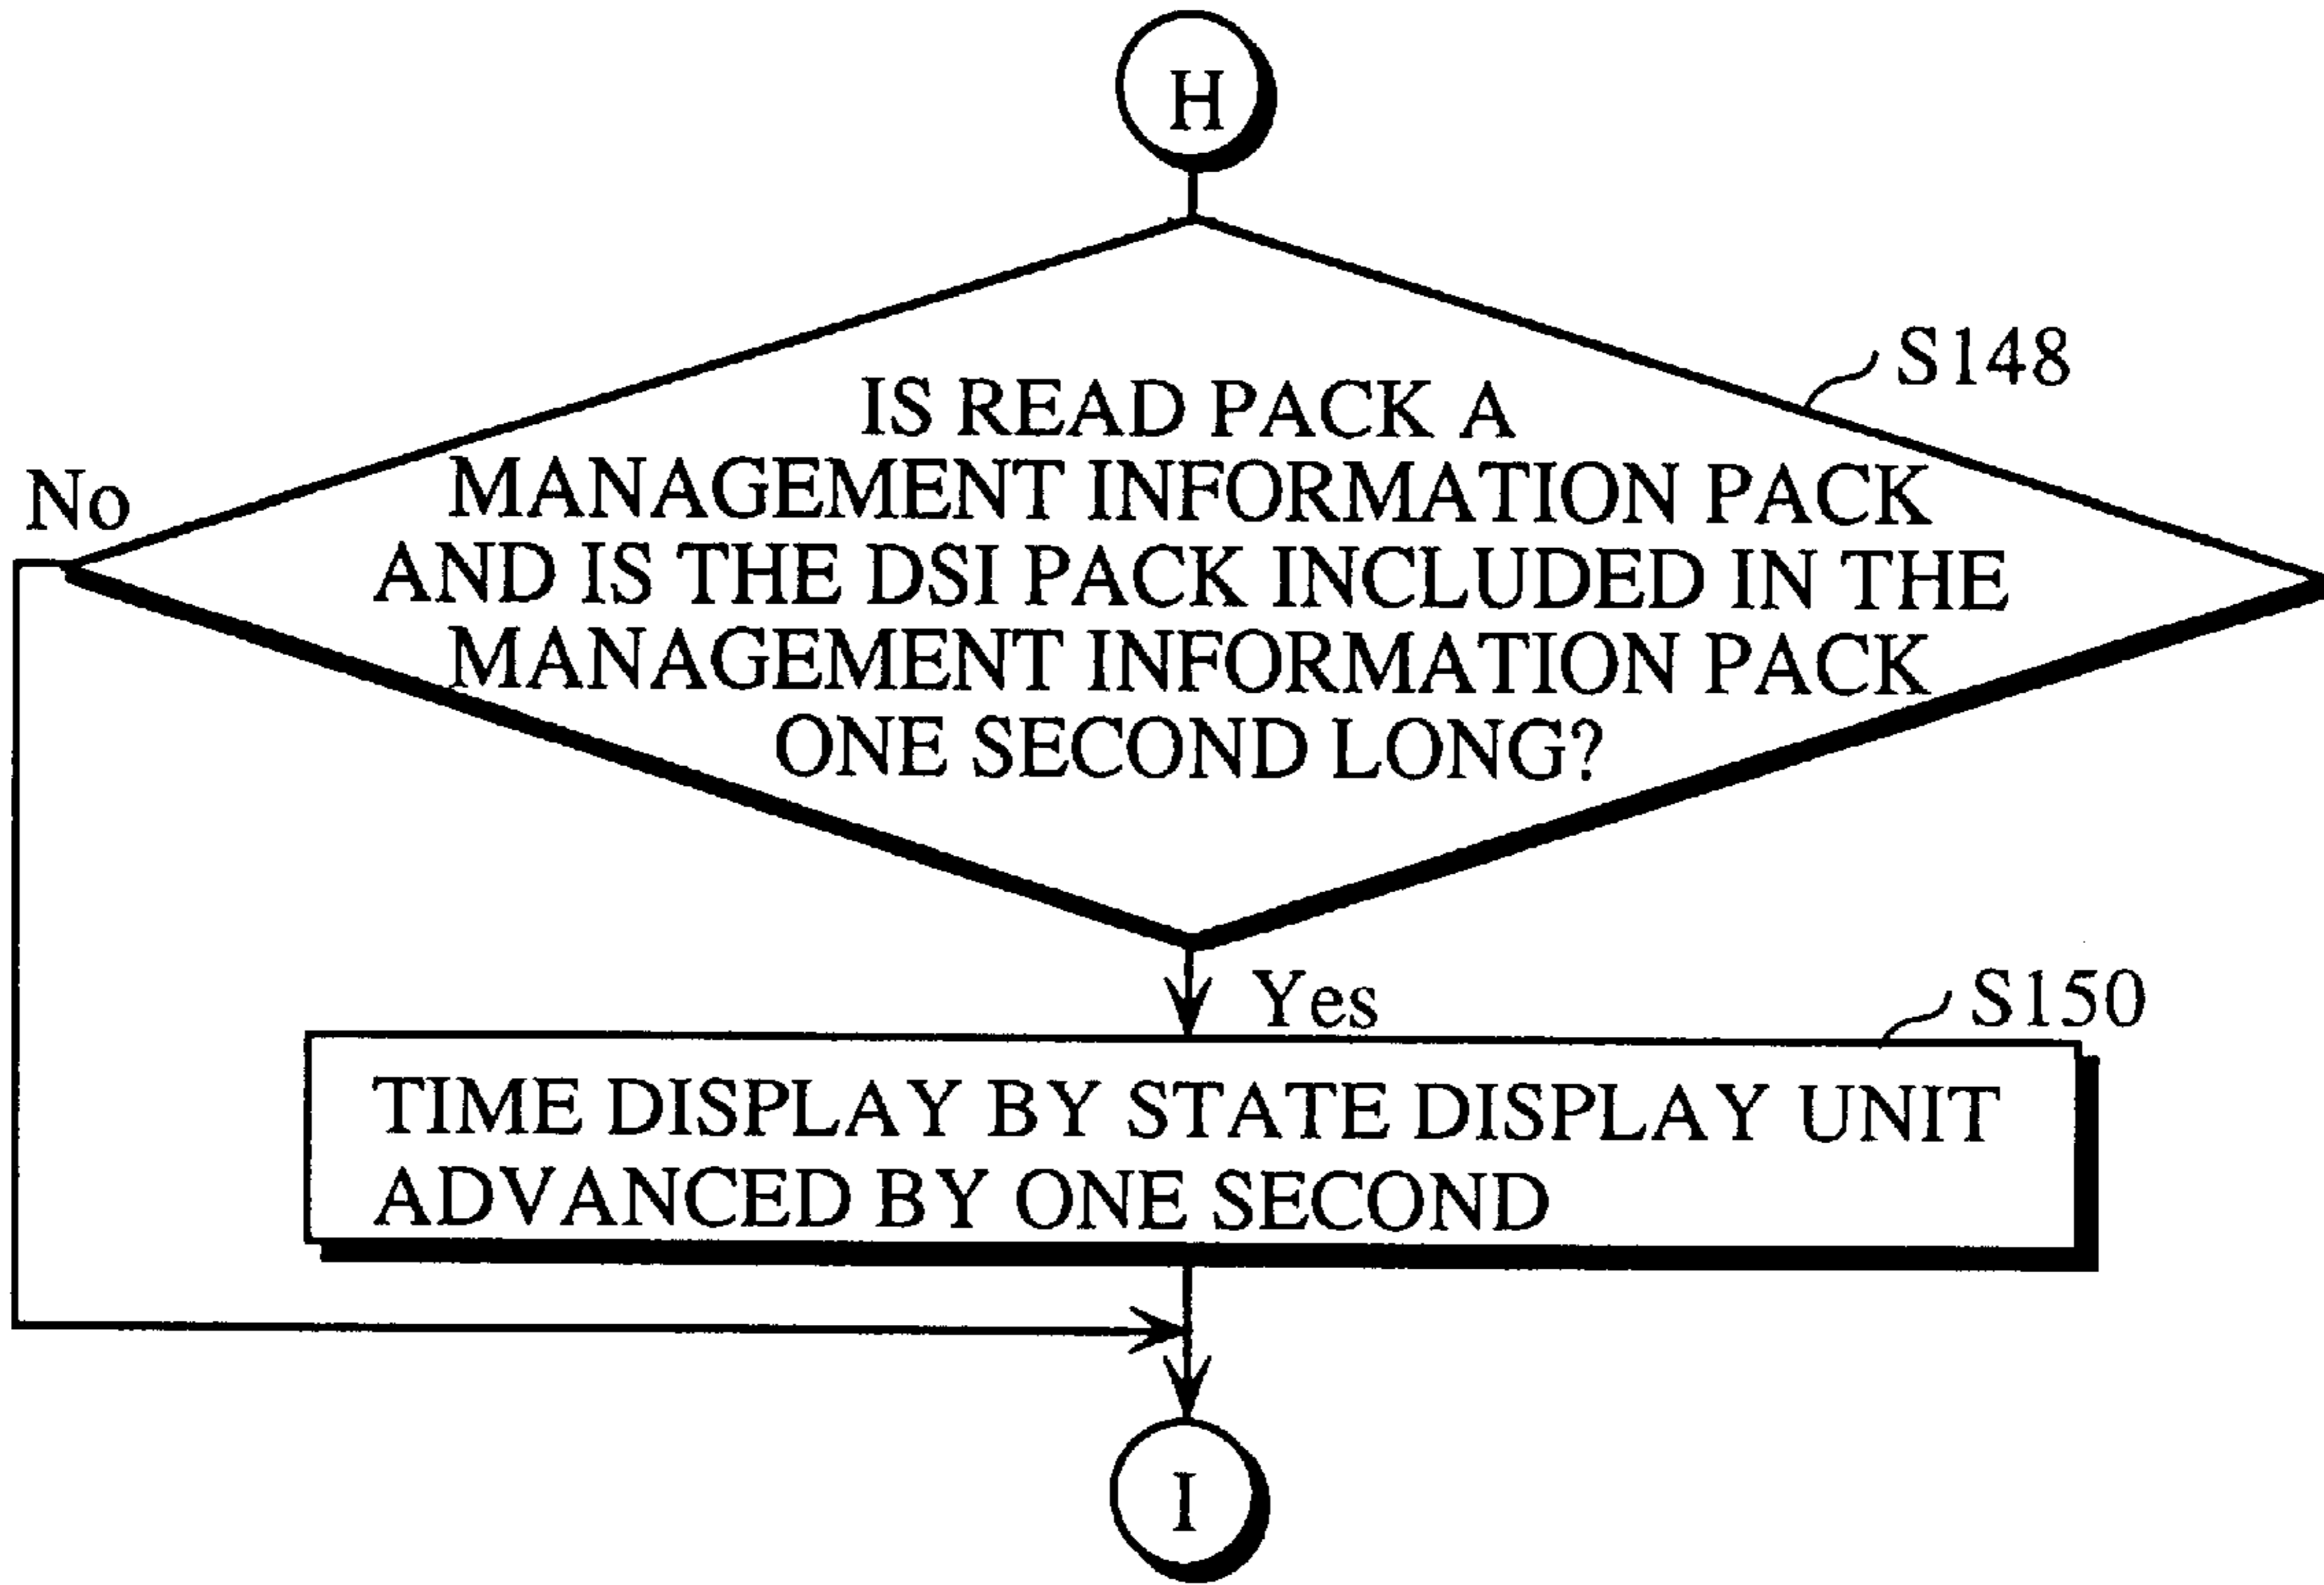 H
S148
IS READ PACK A
MANAGEMENT INFORMATION PACK
No
AND IS THE DSI PACK INCLUDED IN THE
MANAGEMENT INFORMATION PACK
ONE SECOND LONG?
Yes
S150
TIME DISPLAY BY STATE DISPLAY UNIT
ADVANCED BY ONE SECOND
I